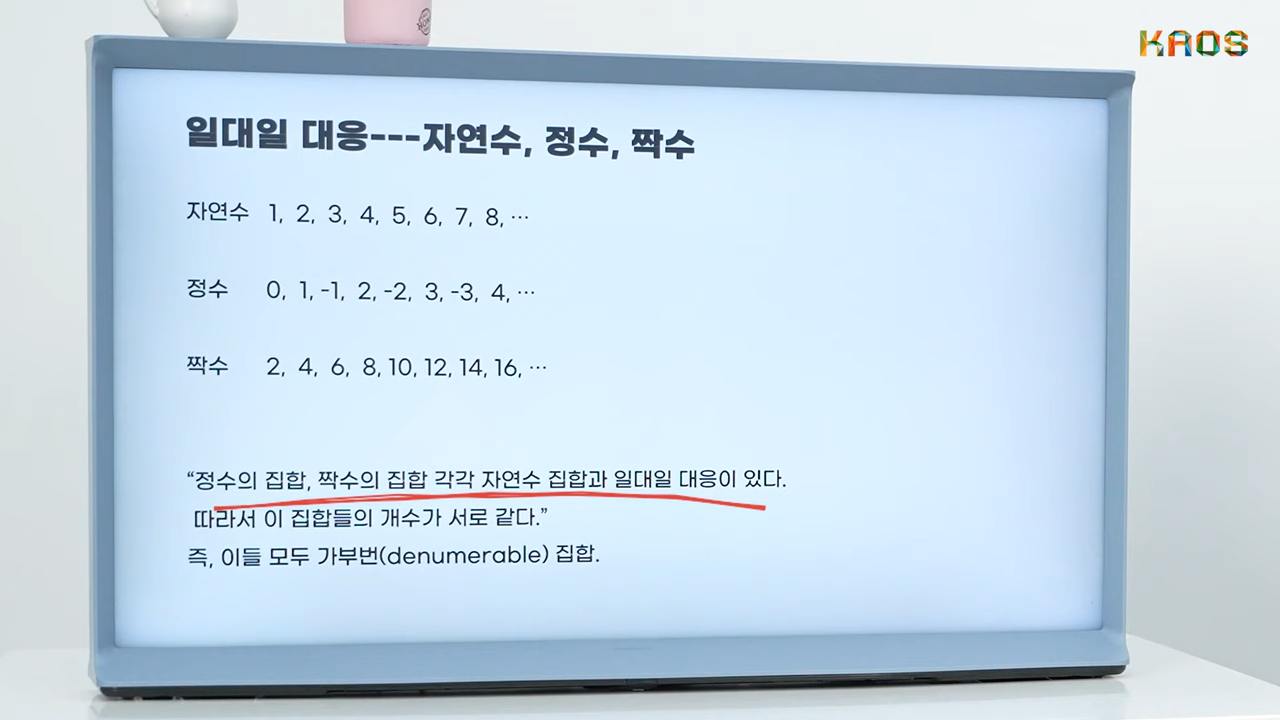 KAOS
일대일 대응---자연수, 정수, 짝수
자연수 1, 2, 3, 4, 5, 6, 7, 8, ···
정수 0, 1, -1, 2, -2, 3, -3, 4, ···
짝수 2, 4, 6, 8, 10, 12, 14, 16, ···
“정수의 집합, 짝수의 집합 각각 자연수 집합과 일대일 대응이 있다.
따라서 이 집합들의 개수가 서로 같다.”
즉, 이들 모두 가부번(denumerable) 집합.